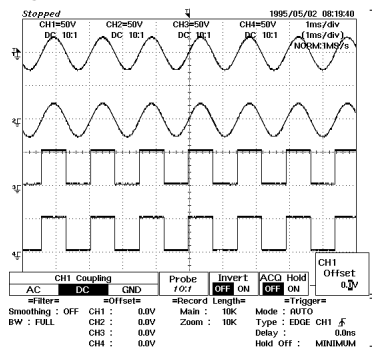 Stopped 1995/05/02 08:19:40
CH1=50V CH2=50V CH3=50V CH4=50V 1ms/div
DC 10:1 DC 10:1 DC 10:1 DC 10:1 (1ms/div)
NORM:1MS/s
CH1 Coupling Probe Invert ACQ Hold
AC DC GND 10:1 OFF ON OFF ON
CH1
Offset
0.0V
=Filter= =Offset= =Record Length= =Trigger=
Smoothing : OFF CH1 : 0.0V Main : 10K Mode : AUTO
BW : FULL CH2 : 0.0V Zoom : 10K Type : EDGE CH1
CH3 : 0.0V Delay : 0.0ns
CH4 : 0.0V Hold Off : MINIMUM